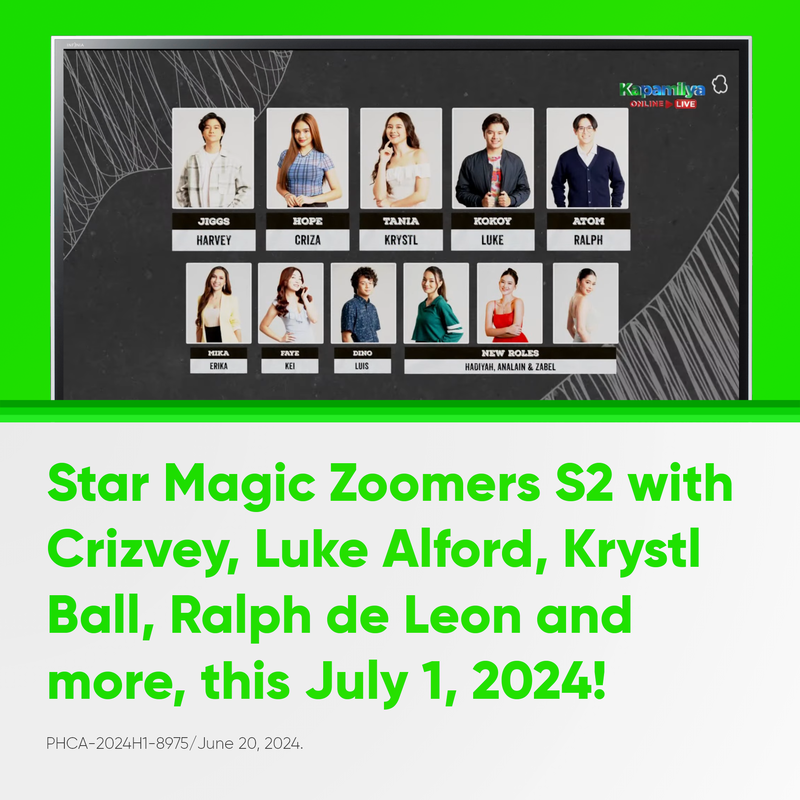 Kapamilya
ONLINE LIVE
JIGGS
HARVEY
HOPE
CRIZA
TANIA
KRYSTL
KOKOY
LUKE
ATOM
RALPH
MIKA
ERIKA
FAYE
KEI
DINO
LUIS
NEW ROLES
HADIYAH, ANALAIN & ZABEL
Star Magic Zoomers S2 with
Crizvey, Luke Alford, Krystl
Ball, Ralph de Leon and
more, this July 1, 2024!
PHCA-2024H1-8975/June 20, 2024.